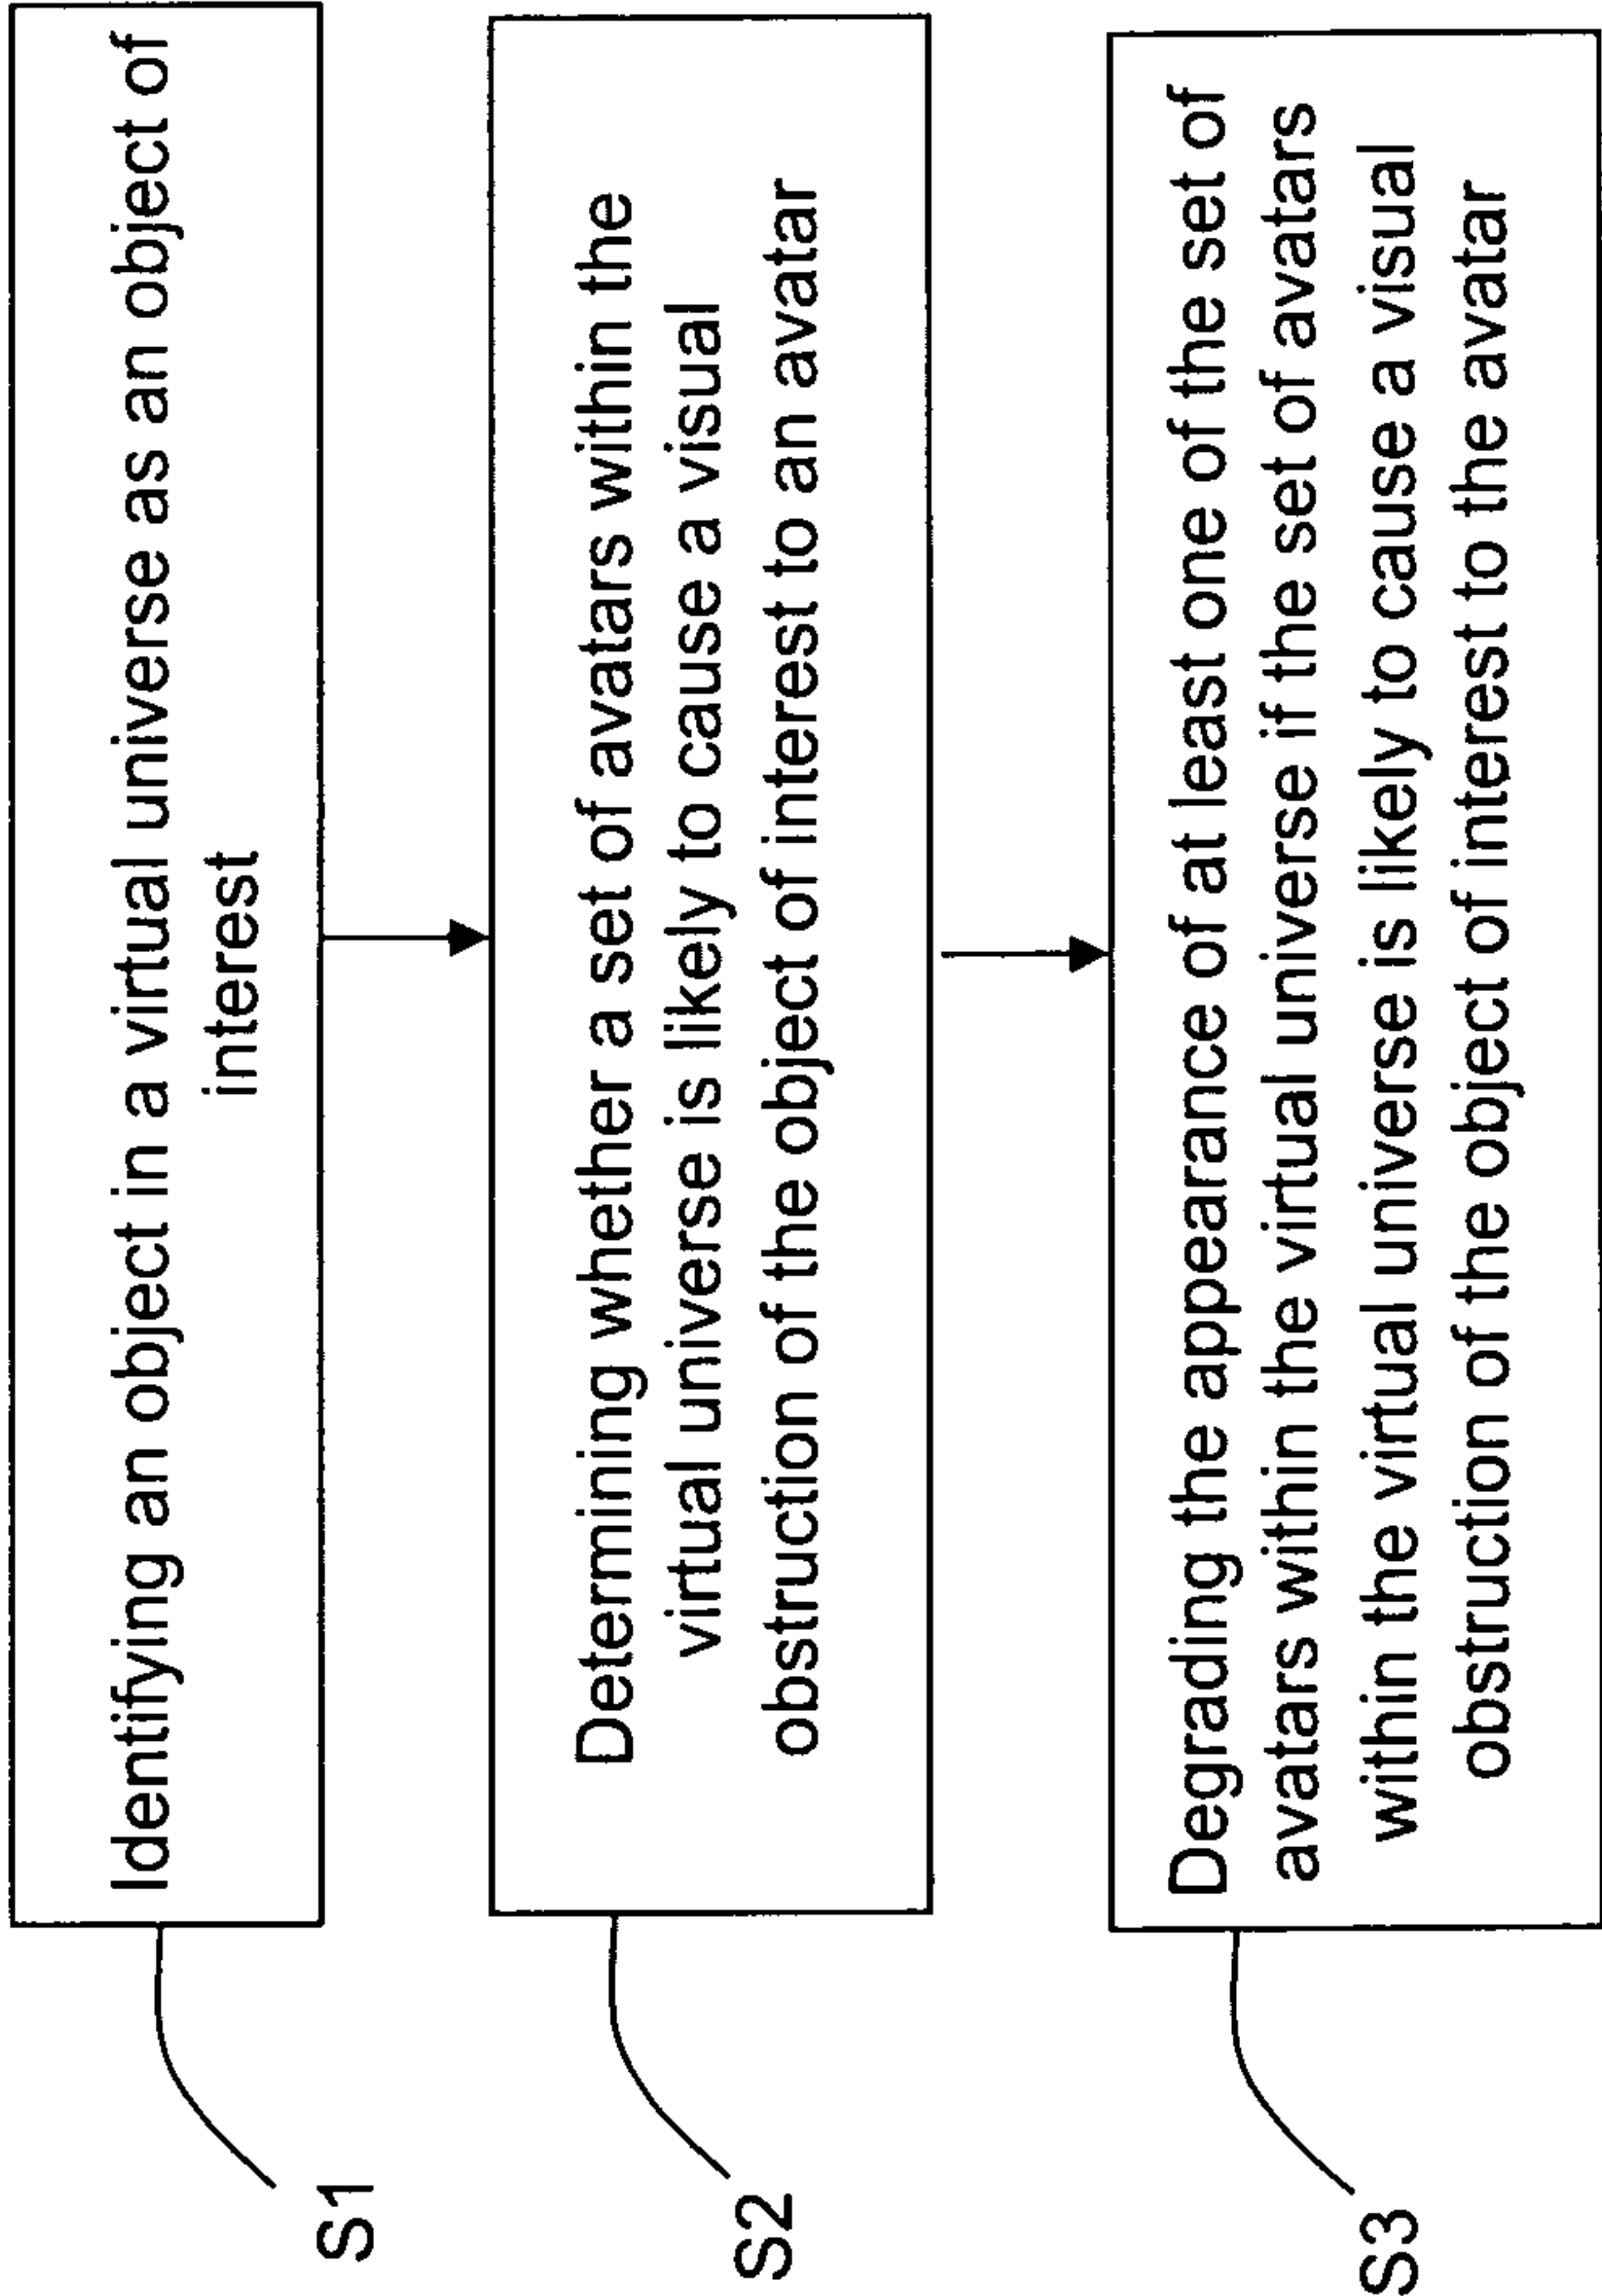 Identifying an object in a virtual universe as an object of
interest
S1
Determining whether a set of avatars within the
virtual universe is likely to cause a visual
obstruction of the object of interest to an avatar
S2
Degrading the appearance of at least one of the set of
avatars within the virtual universe if the set of avatars
within the virtual universe is likely to cause a visual
obstruction of the object of interest to the avatar
S3